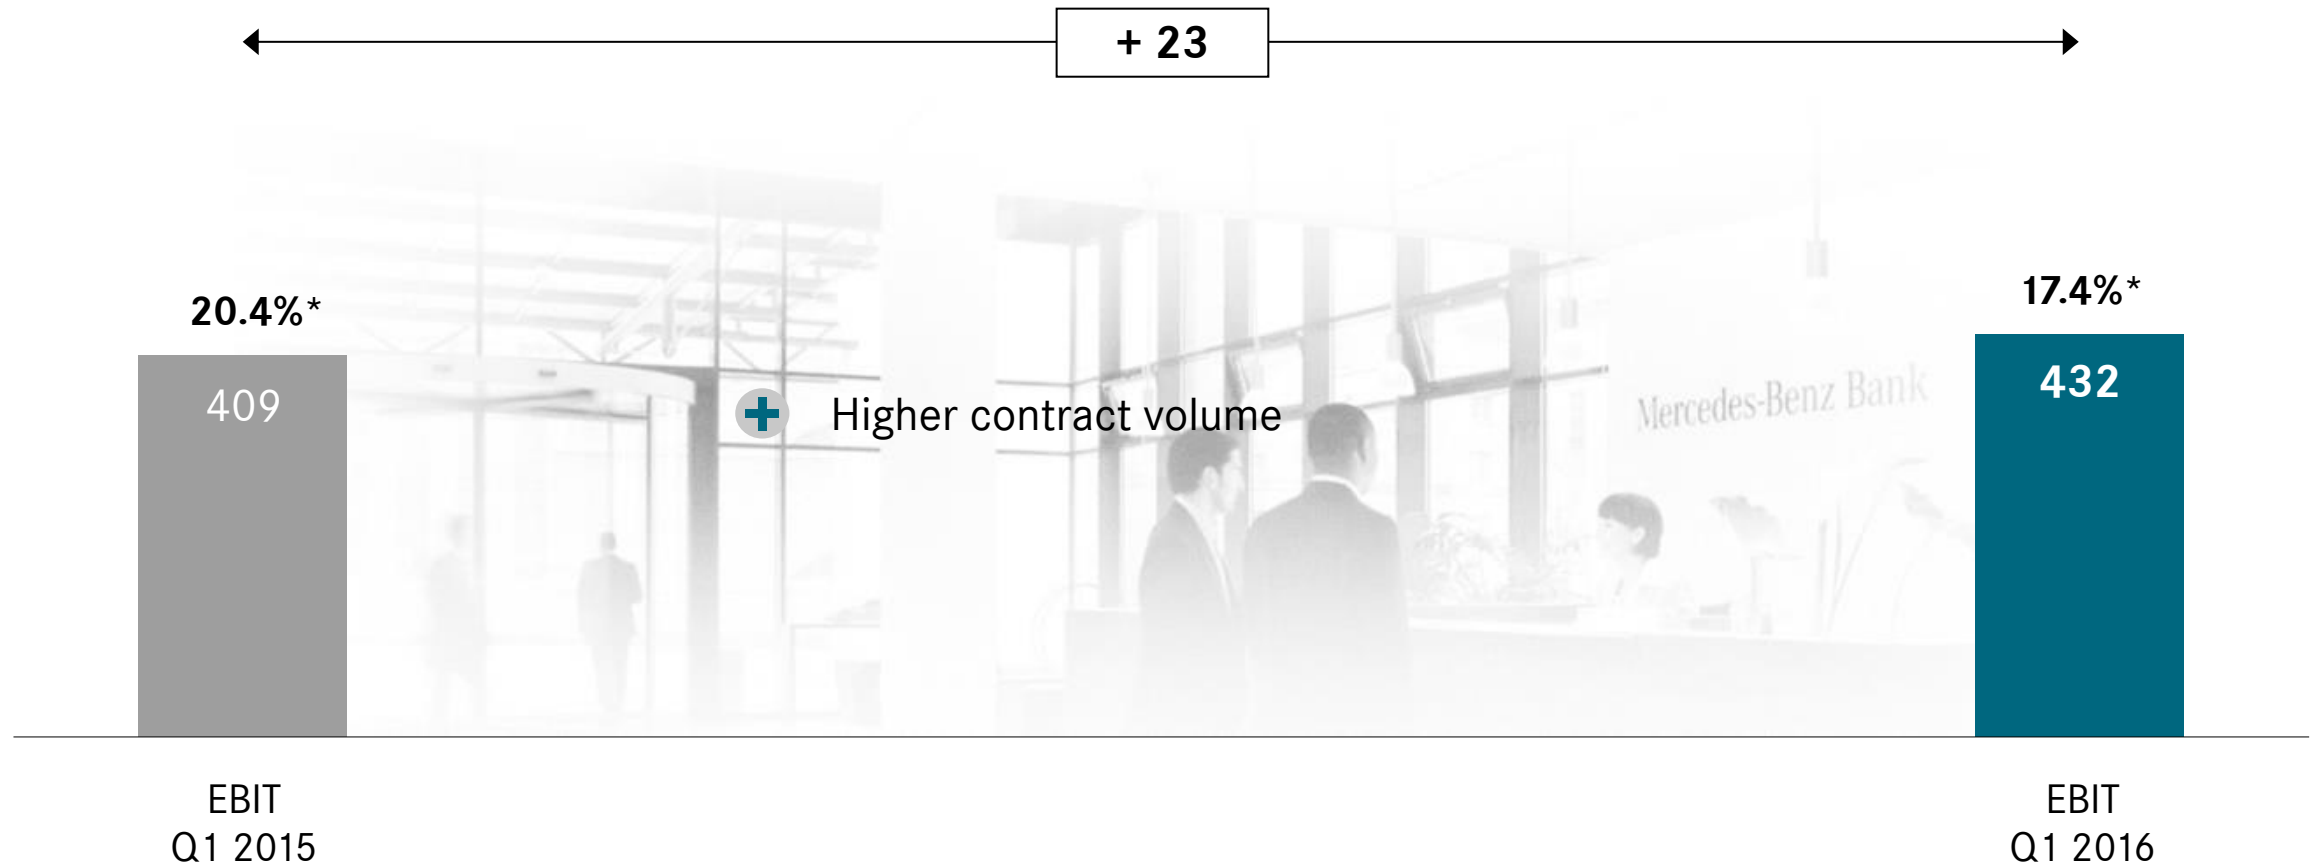 + 23
20.4%*
17.4%*
409
432
+ Higher contract volume
Mercedes-Benz Bank
EBIT
Q1 2015
EBIT
Q1 2016